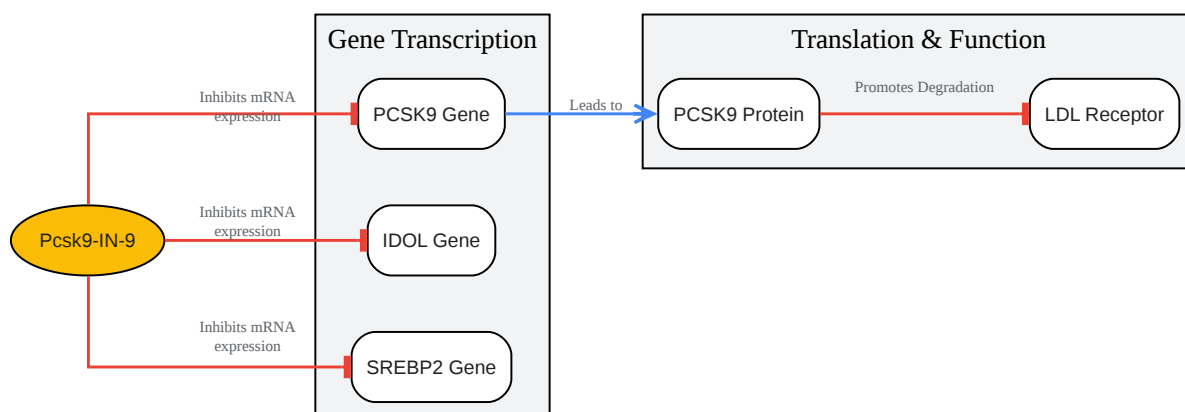 Gene Transcription
Translation & Function
Inhibits mRNA
expression
PCSK9 Gene
Leads to
PCSK9 Protein
Promotes Degradation
LDL Receptor
Pcsk9-IN-9
Inhibits mRNA
expression
IDOL Gene
Inhibits mRNA
expression
SREBP2 Gene